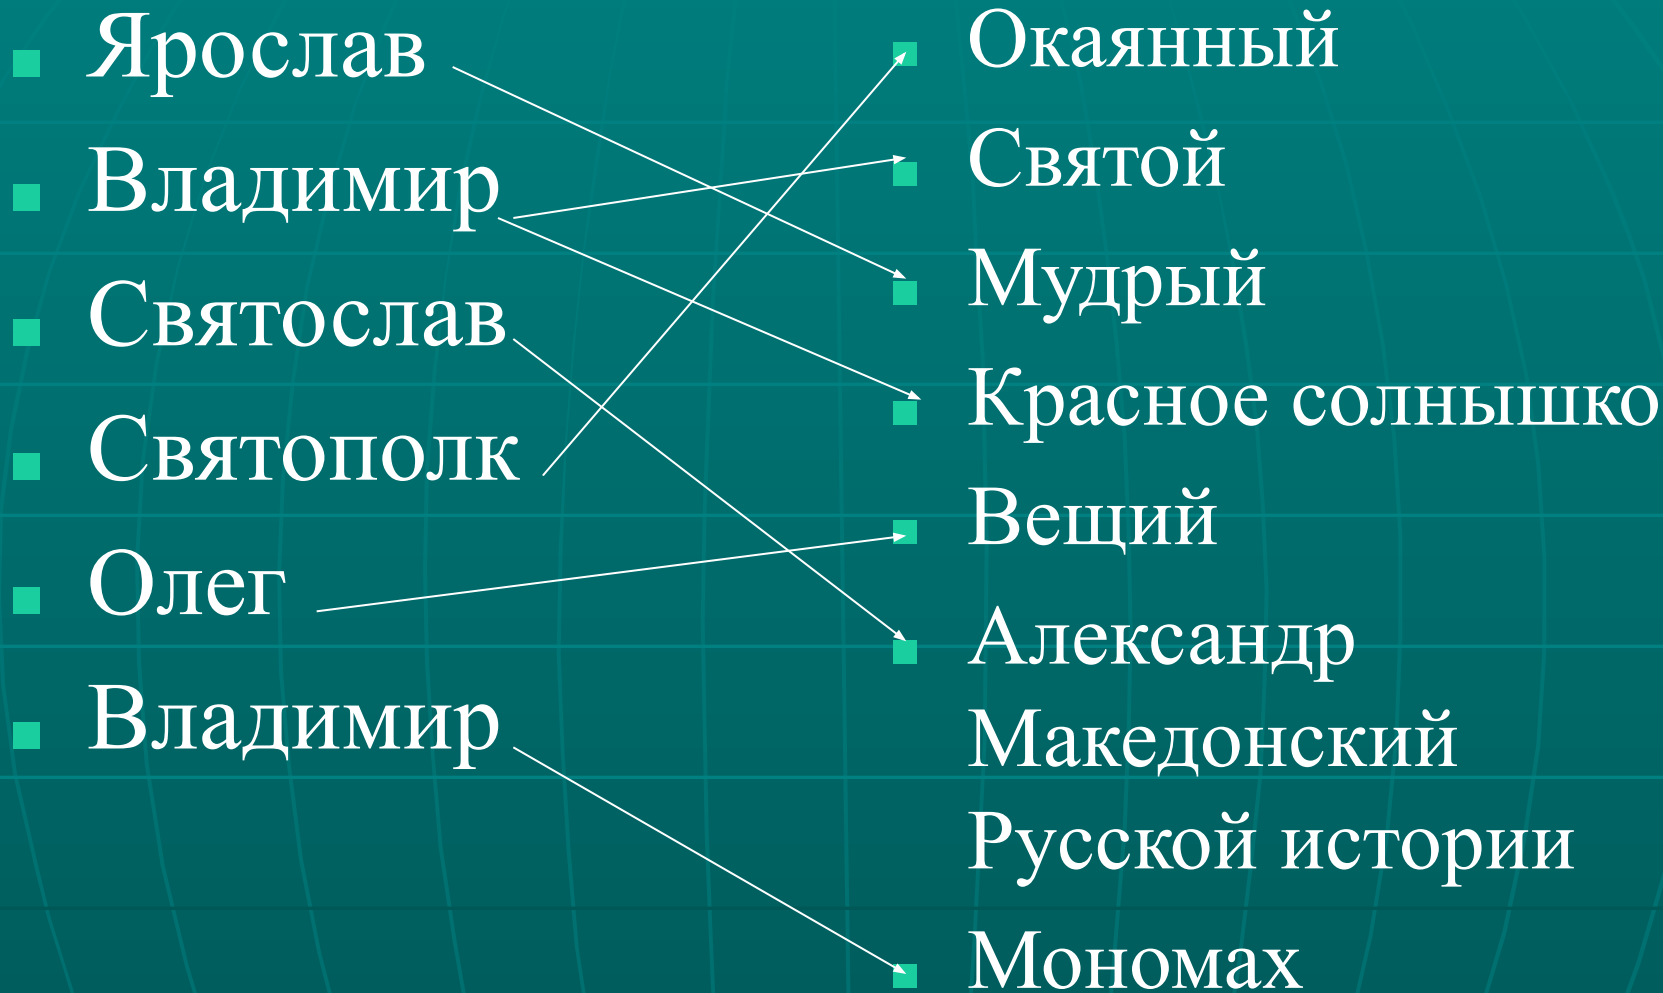 Ярослав
Владимир
Святослав
Святополк
Олег
Владимир
Окаянный
Святой
Мудрый
Красное солнышко
Вещий
Александр
Македонский
Русской истории
Мономах